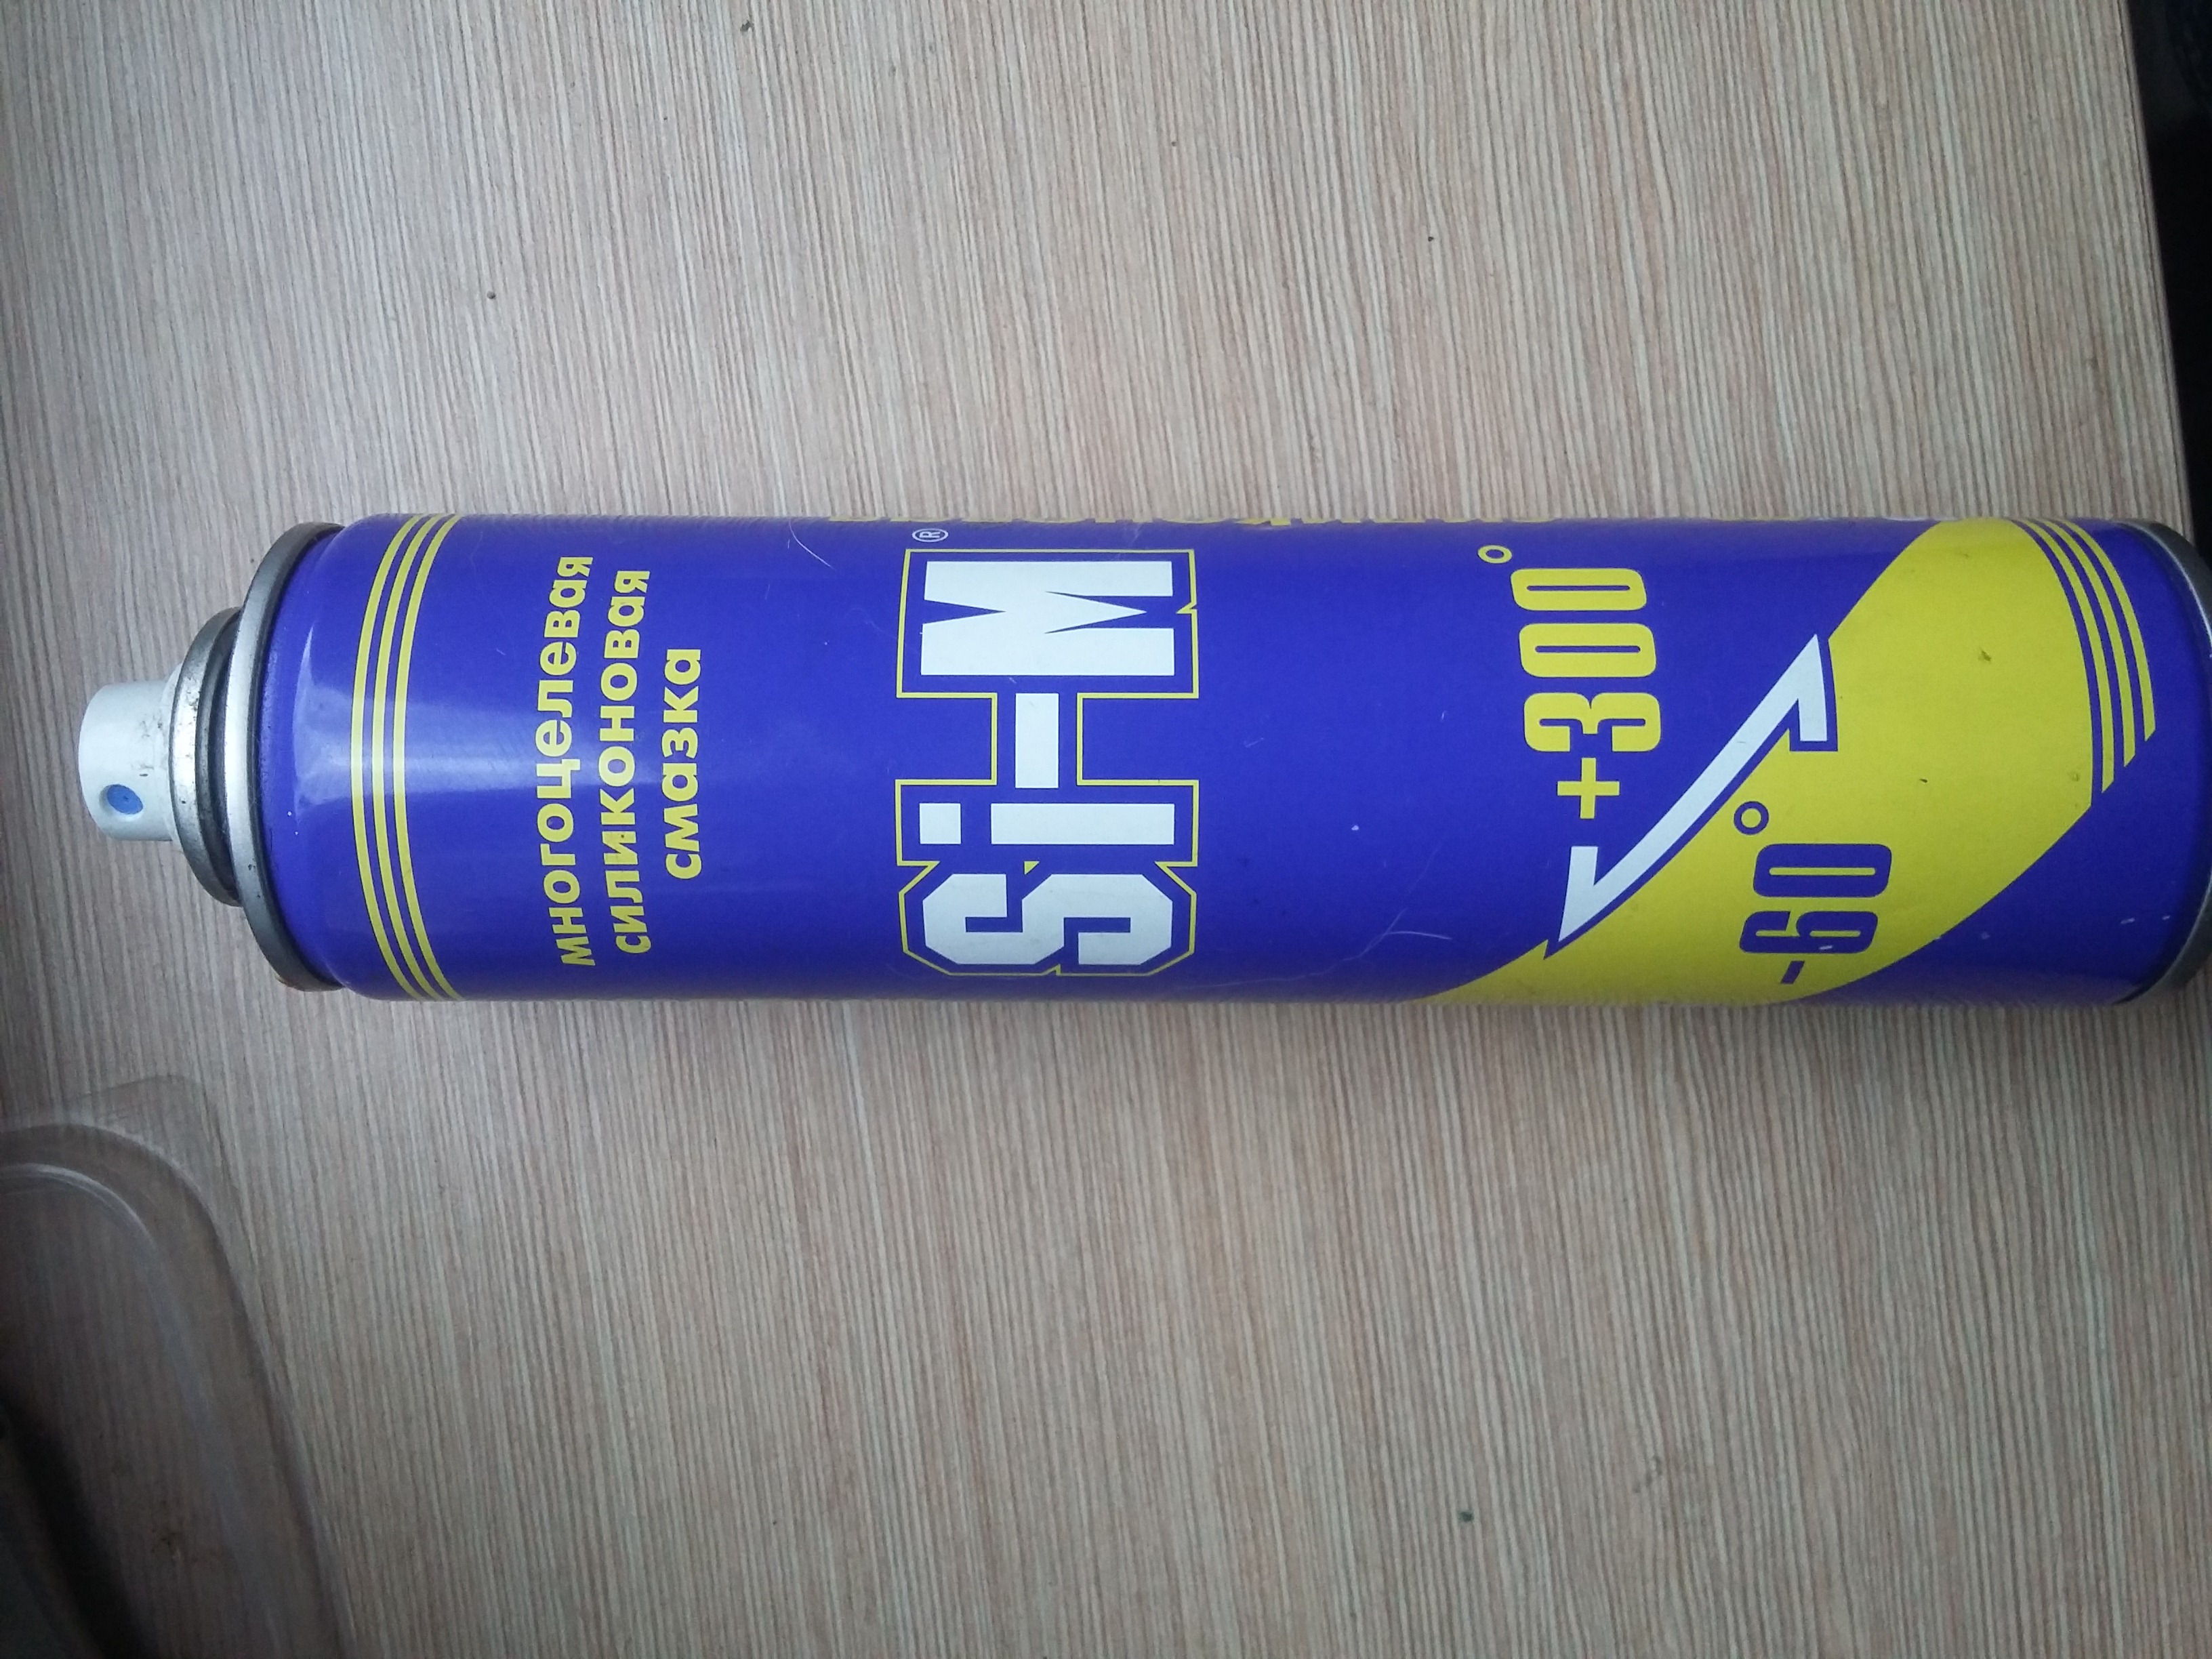 многоцелевая
силиконовая
смазка
®
Si-M
+300°
-60°